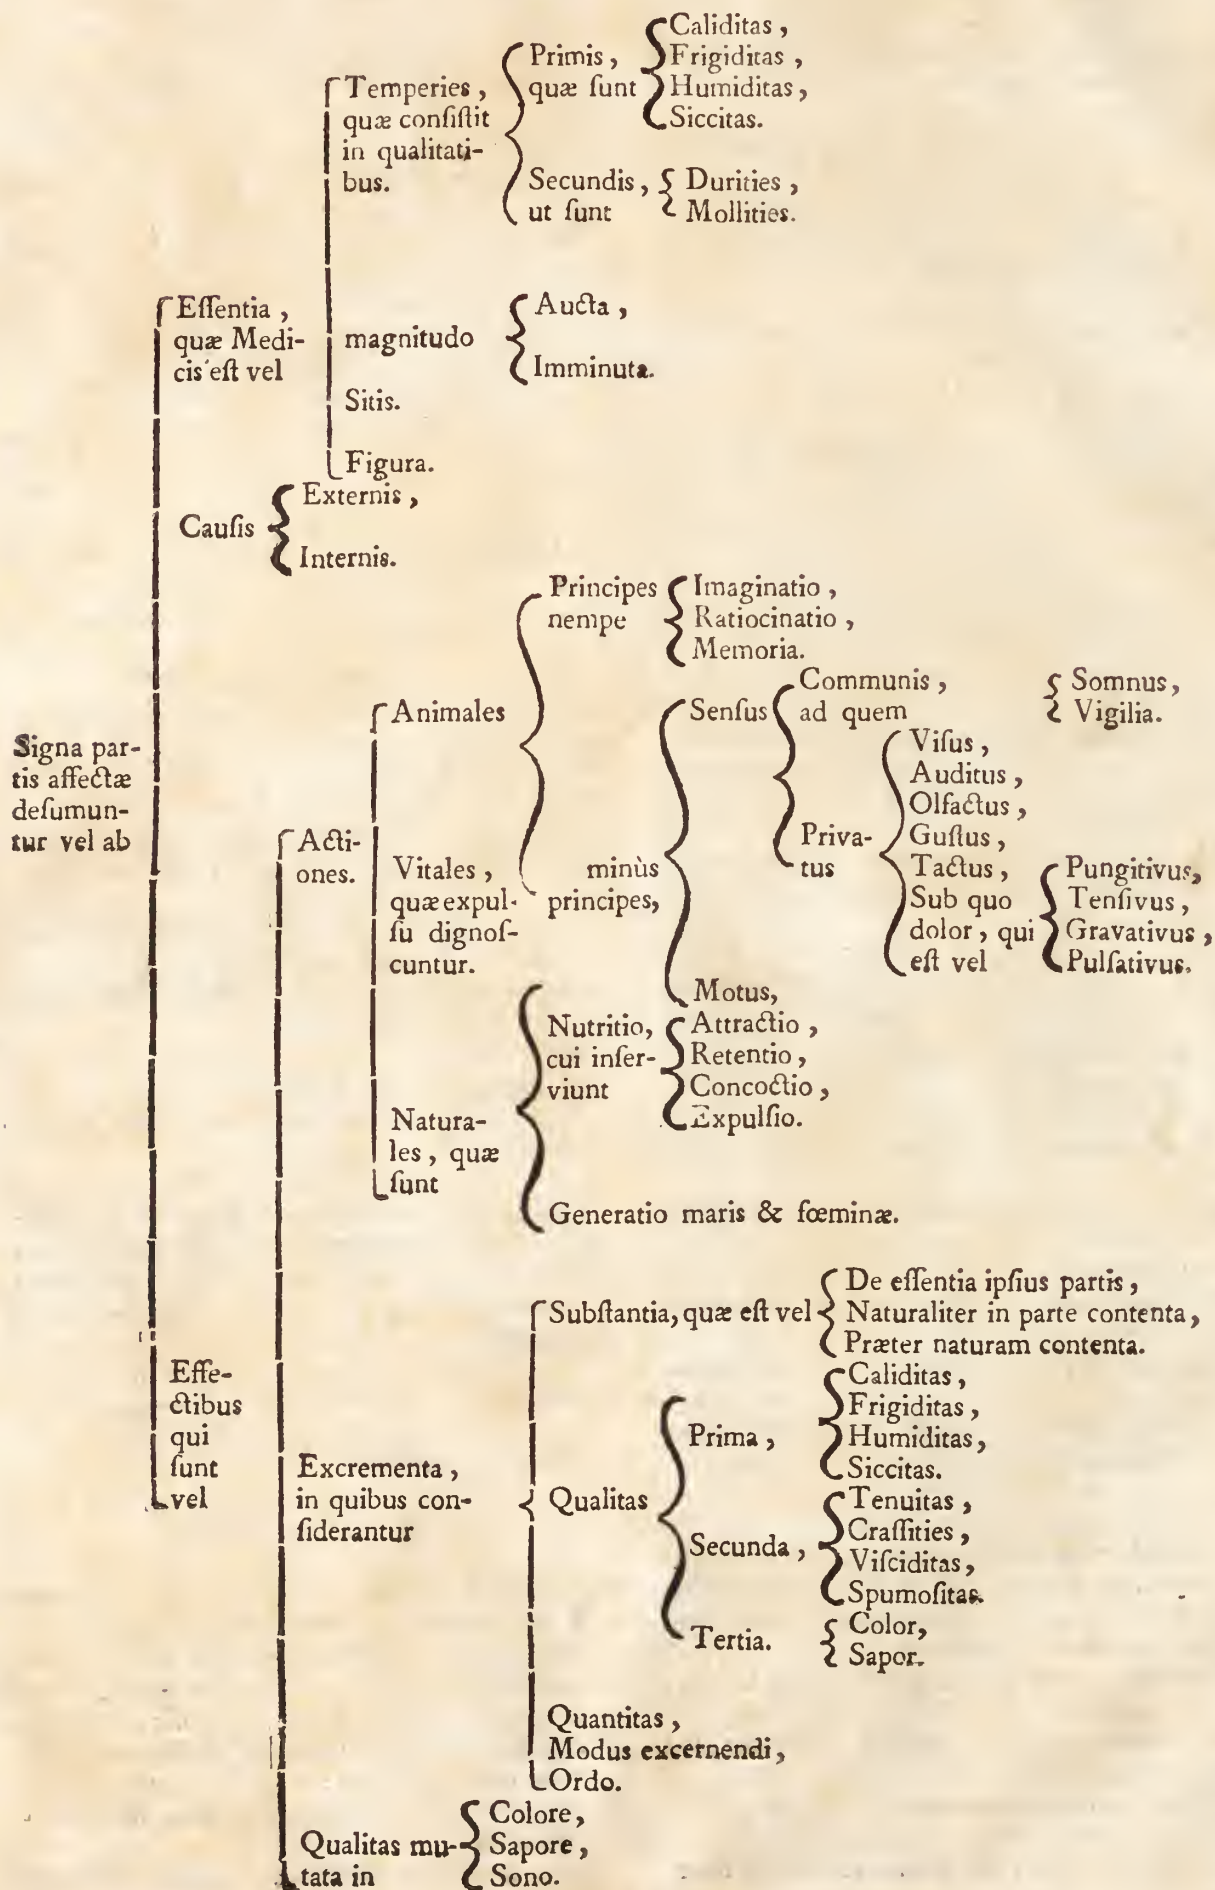 Signa par-
tis affectæ
deſumun-
tur vel ab
Eſſentia,
quæ Medi-
cis eſt vel
Temperies,
quæ conſiſtit
in qualitati-
bus.
Primis,
quæ ſunt
Caliditas,
Frigiditas,
Humiditas,
Siccitas.
Secundis,
ut ſunt
Durities,
Mollities.
magnitudo
Aucta,
Imminuta.
Sitis.
Figura.
Cauſis
Externis,
Internis.
Effe-
ctibus
qui
ſunt
vel
Acti-
ones.
Animales
Principes
nempe
Imaginatio,
Ratiocinatio,
Memoria.
minùs
principes,
Senſus
Communis,
ad quem
Somnus,
Vigilia.
Priva-
tus
Viſus,
Auditus,
Olfactus,
Guſtus,
Tactus,
Sub quo
dolor, qui
eſt vel
Pungitivus,
Tenſivus,
Gravativus,
Pulſativus.
Motus,
Vitales,
quæ expul-
ſu dignoſ-
cuntur.
Natura-
les, quæ
ſunt
Nutritio,
cui inſer-
viunt
Attractio,
Retentio,
Concoctio,
Expulſio.
Generatio maris & fœminæ.
Excrementa,
in quibus con-
ſiderantur
Subſtantia, quæ eſt vel
De eſſentia ipſius partis,
Naturaliter in parte contenta,
Præter naturam contenta.
Qualitas
Prima,
Caliditas,
Frigiditas,
Humiditas,
Siccitas.
Secunda,
Tenuitas,
Craſſities,
Viſciditas,
Spumoſitas.
Tertia.
Color,
Sapor.
Quantitas,
Modus excernendi,
Ordo.
Qualitas mu-
tata in
Colore,
Sapore,
Sono.